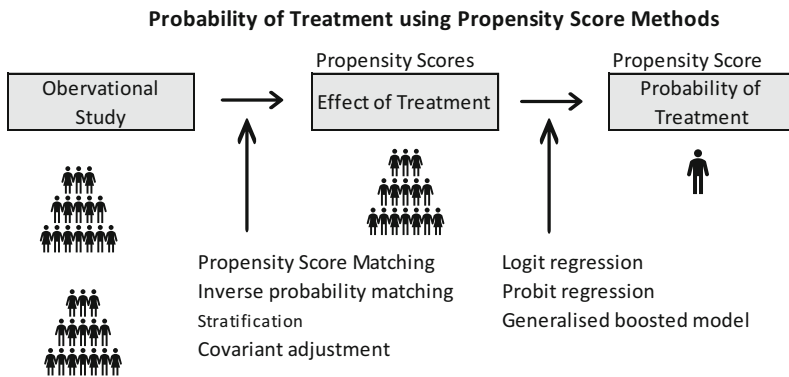 Probability of Treatment using Propensity Score Methods
Obervational
Study
Propensity Scores
Effect of Treatment
Propensity Score
Probability of
Treatment
Propensity Score Matching
Inverse probability matching
Stratification
Covariant adjustment
Logit regression
Probit regression
Generalised boosted model